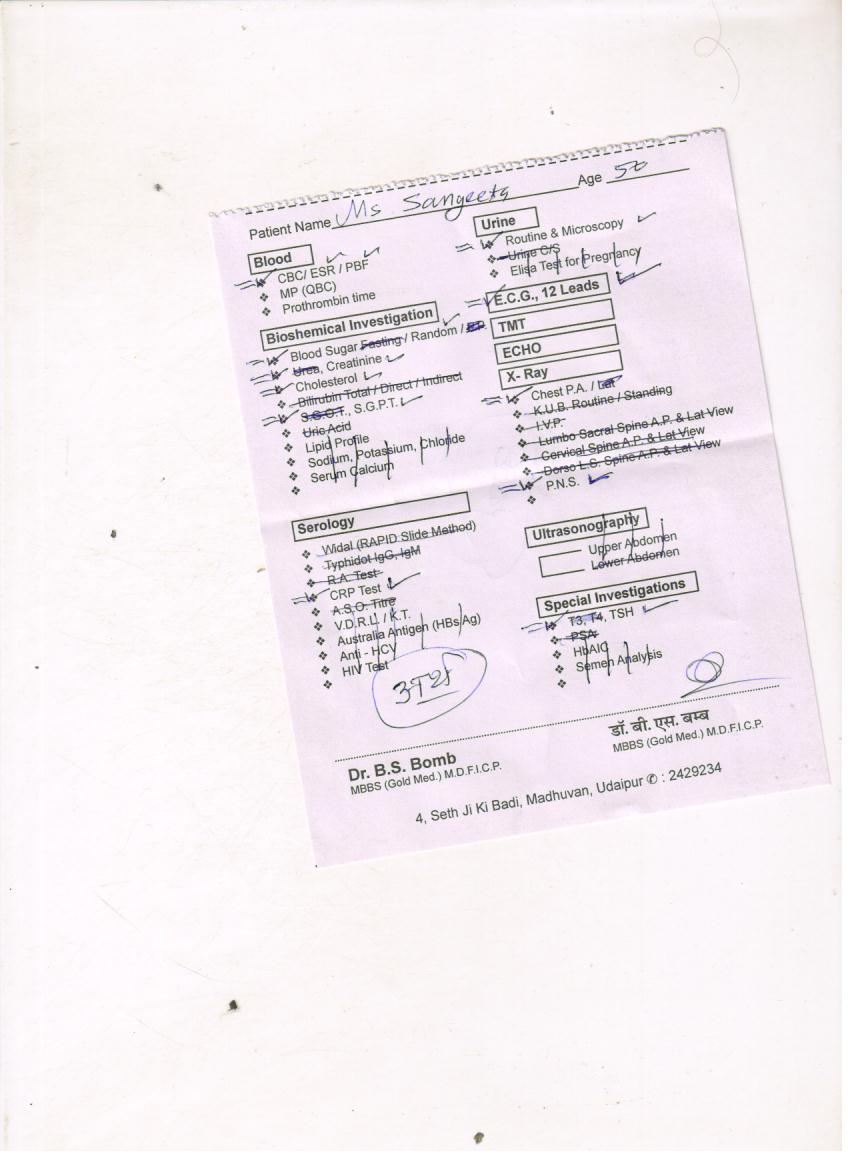 Patient Name Ms Sangeeta Age 50
Blood
CBC/ ESR / PBF
MP (QBC)
Prothrombin time
Bioshemical Investigation
Blood Sugar Fasting / Random /
Urea, Creatinine
Cholesterol
Bilirubin Total / Direct / Indirect
S.G.O.T., S.G.P.T.
Uric Acid
Lipid Profile
Sodium, Potassium, Chloride
Serum Calcium
Serology
Widal (RAPID Slide Method)
Typhidot IgG, IgM
R.A. Test
CRP Test
A.S.O. Titre
V.D.R.L. / K.T.
Australia Antigen (HBs Ag)
Anti - HCV
HIV Test
Urine
Routine & Microscopy
Urine C/S
Elisa Test for Pregnancy
E.C.G., 12 Leads
TMT
ECHO
X- Ray
Chest P.A. / Lat
K.U.B. Routine / Standing
I.V.P.
Lumbo Sacral Spine A.P. & Lat View
Cervical Spine A.P. & Lat View
Dorso L.S. Spine A.P. & Lat View
P.N.S.
Ultrasonography
Upper Abdomen
Lower Abdomen
Special Investigations
T3, T4, TSH
PSA
HbAIC
Semen Analysis
अर्थ
Dr. B.S. Bomb
MBBS (Gold Med.) M.D.F.I.C.P.
डॉ. बी. एस. बम्ब
MBBS (Gold Med.) M.D.F.I.C.P.
4, Seth Ji Ki Badi, Madhuvan, Udaipur ✆ : 2429234